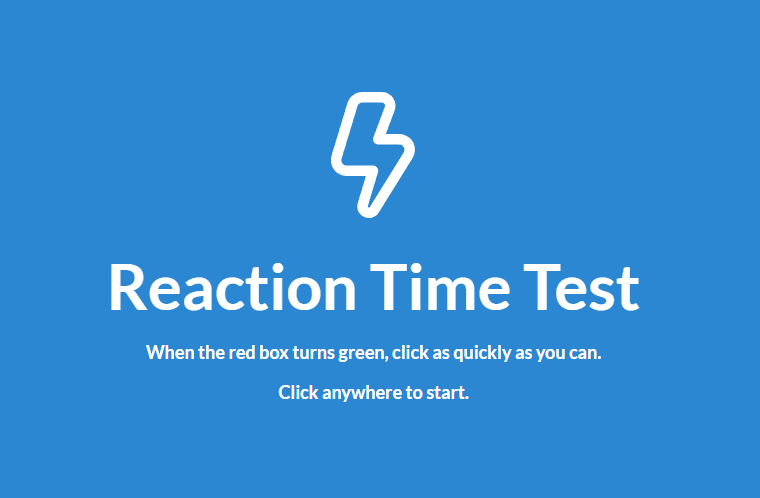 Reaction Time Test
When the red box turns green, click as quickly as you can.
Click anywhere to start.